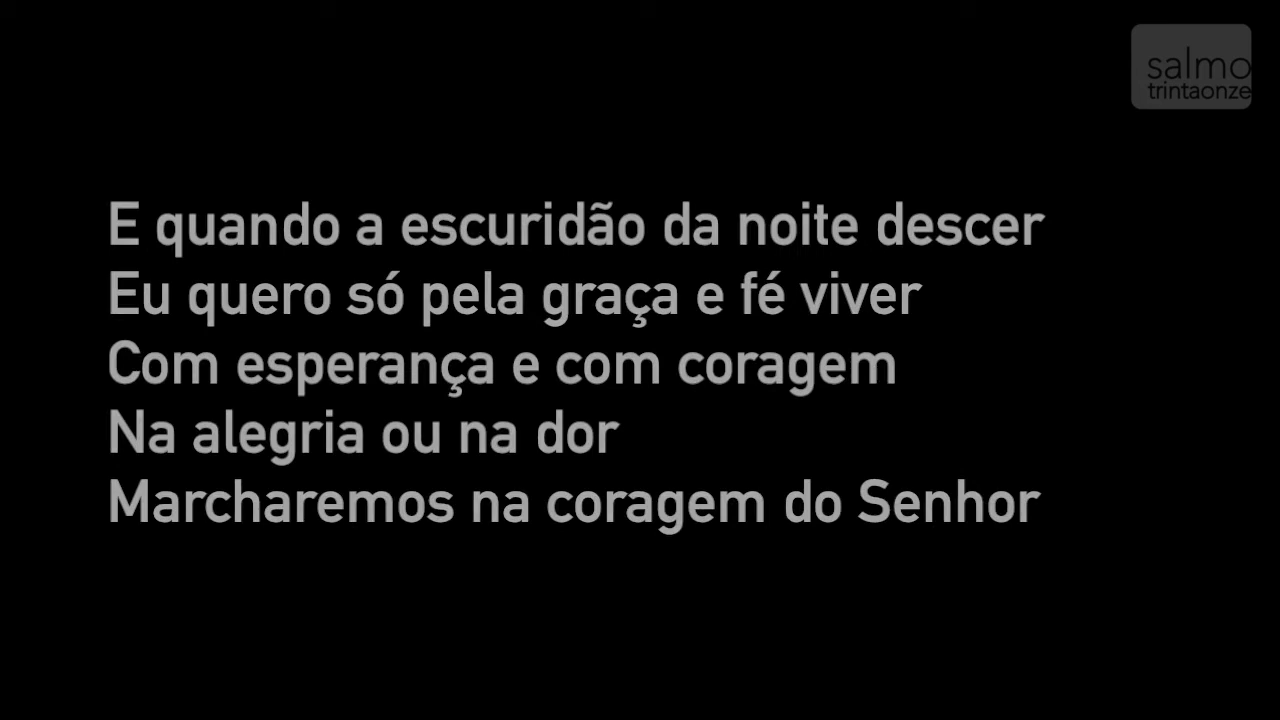 salmo
trintaonze
E quando a escuridão da noite descer
Eu quero só pela graça e fé viver
Com esperança e com coragem
Na alegria ou na dor
Marcharemos na coragem do Senhor